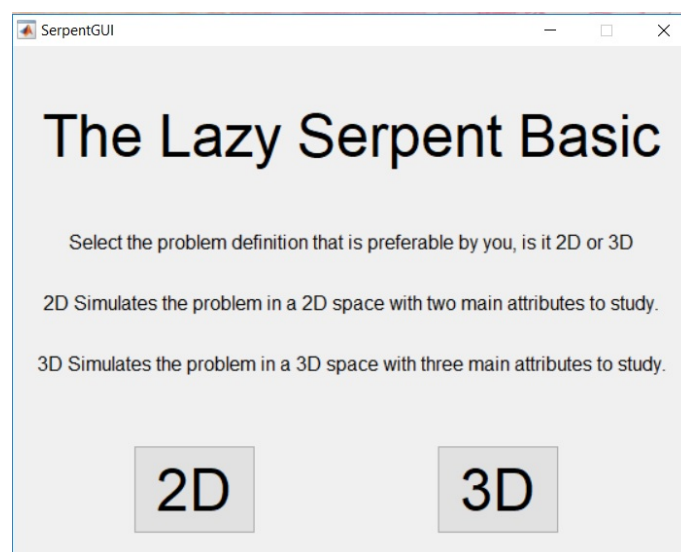 SerpentGUI
The Lazy Serpent Basic
Select the problem definition that is preferable by you, is it 2D or 3D
2D Simulates the problem in a 2D space with two main attributes to study.
3D Simulates the problem in a 3D space with three main attributes to study.
2D 3D